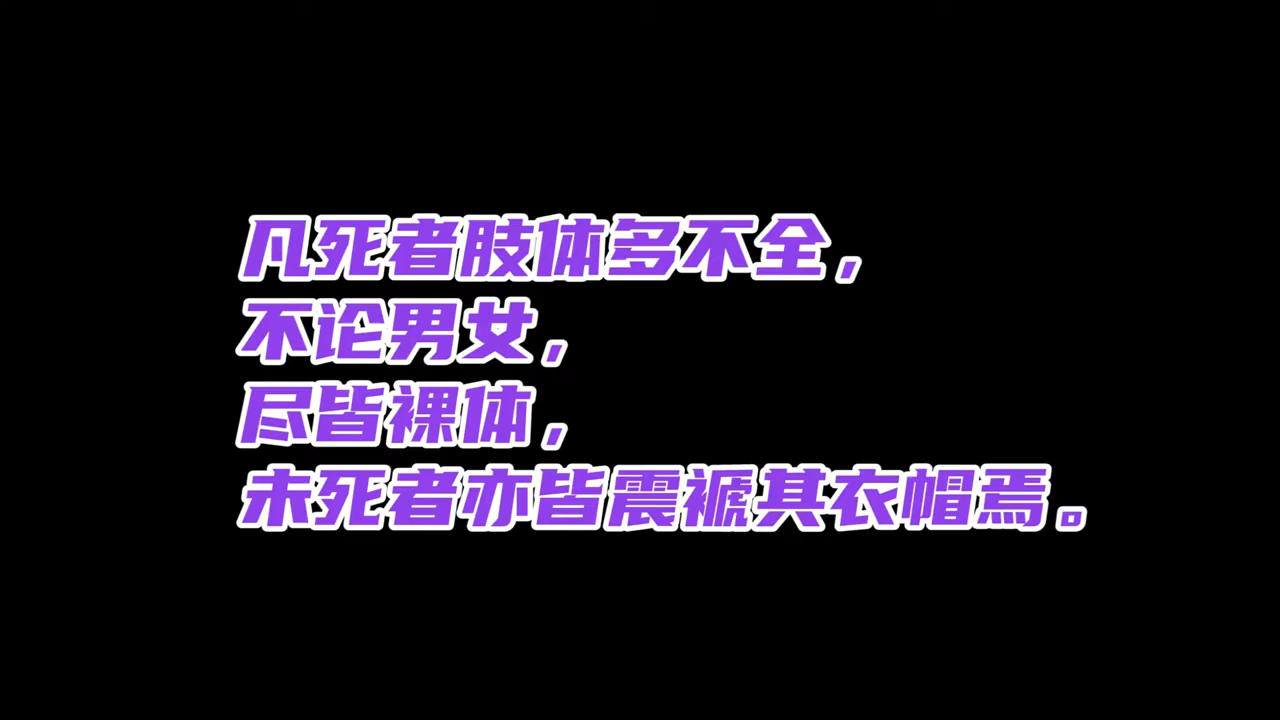 凡死者肢体多不全，
不论男女，
尽皆裸体，
未死者亦皆震褫其衣帽焉。